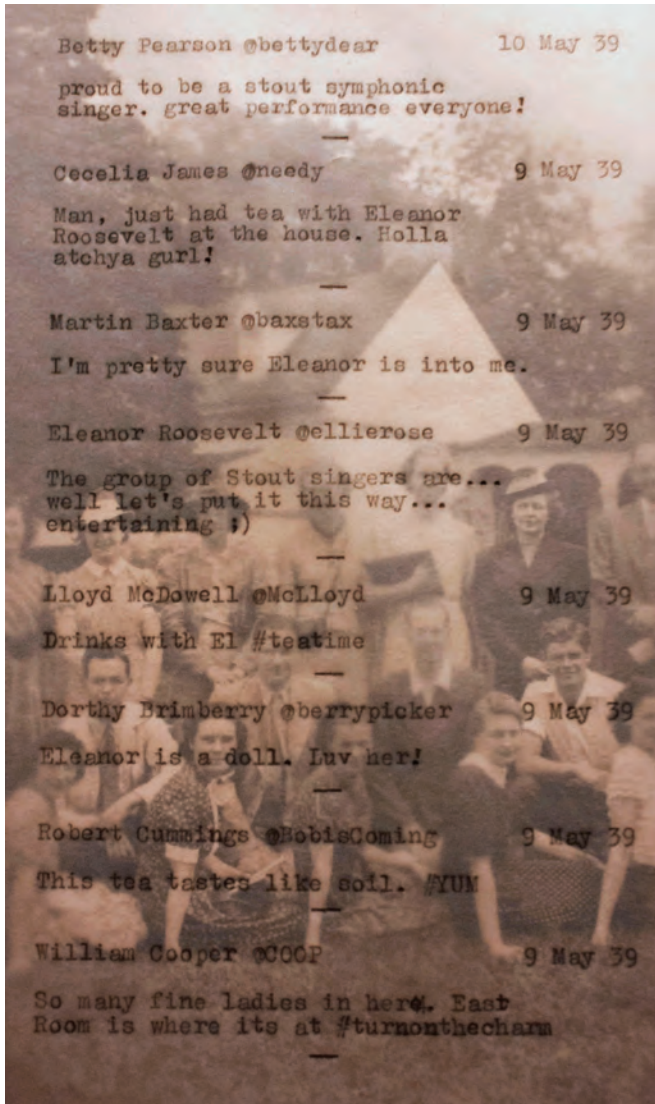 Betty Pearson @bettydear 10 May 39
proud to be a stout symphonic
singer. great performance everyone!
Cecelia James @needy 9 May 39
Man, just had tea with Eleanor
Roosevelt at the house. Holla
atchya gurl!
Martin Baxter @baxstax 9 May 39
I'm pretty sure Eleanor is into me.
Eleanor Roosevelt @ellierose 9 May 39
The group of Stout singers are...
well let's put it this way...
entertaining ;)
Lloyd McDowell @McLloyd 9 May 39
Drinks with El #teatime
Dorthy Brimberry @berrypicker 9 May 39
Eleanor is a doll. Luv her!
Robert Cummings @BobisComing 9 May 39
This tea tastes like soil. #YUM
William Cooper @COOP 9 May 39
So many fine ladies in here. East
Room is where its at #turnonthecharm